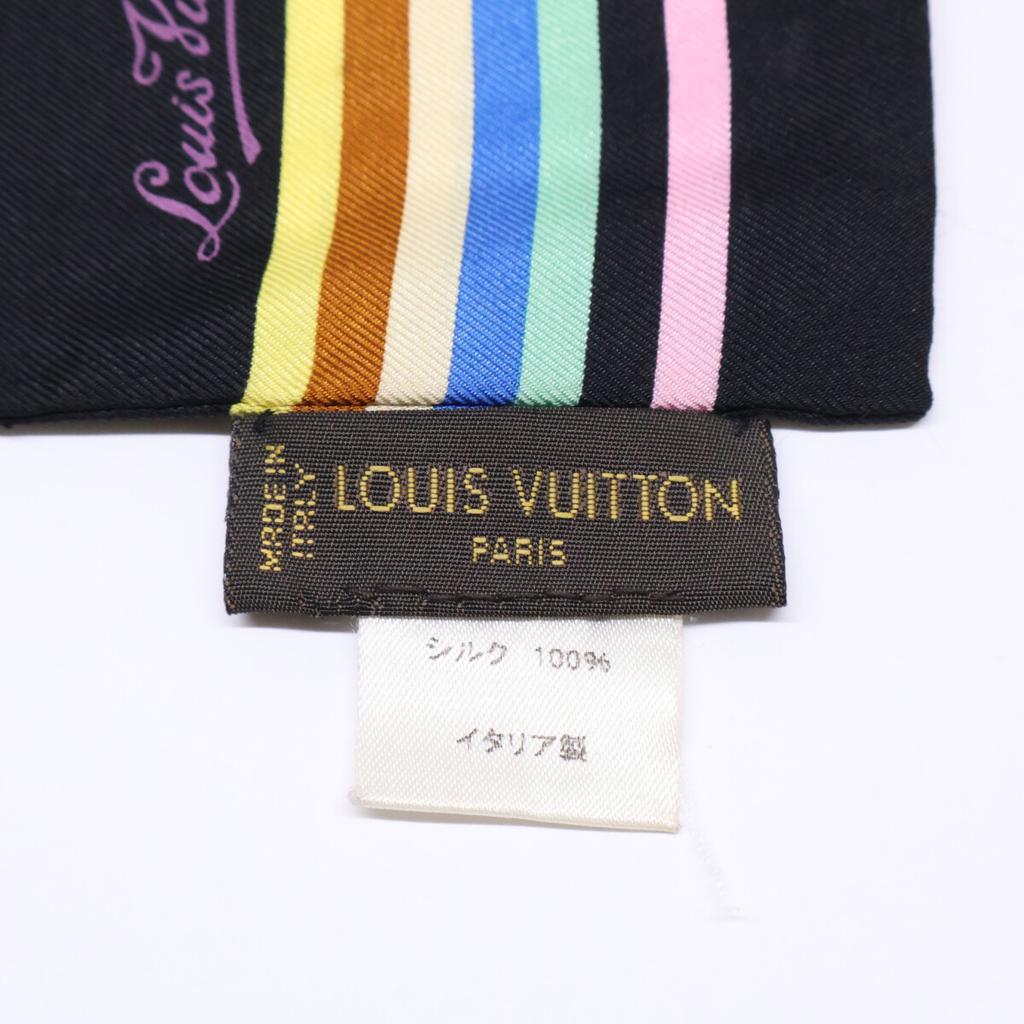 Louis
MADE IN
ITALY
LOUIS VUITTON
PARIS
シルク 100%
イタリア製